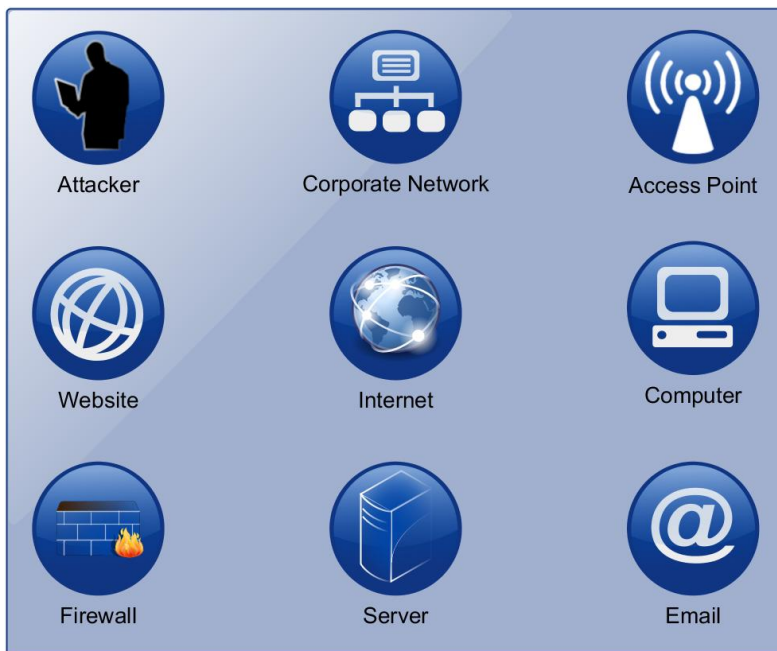 Attacker
Corporate Network
Access Point
Website
Internet
Computer
Firewall
Server
Email